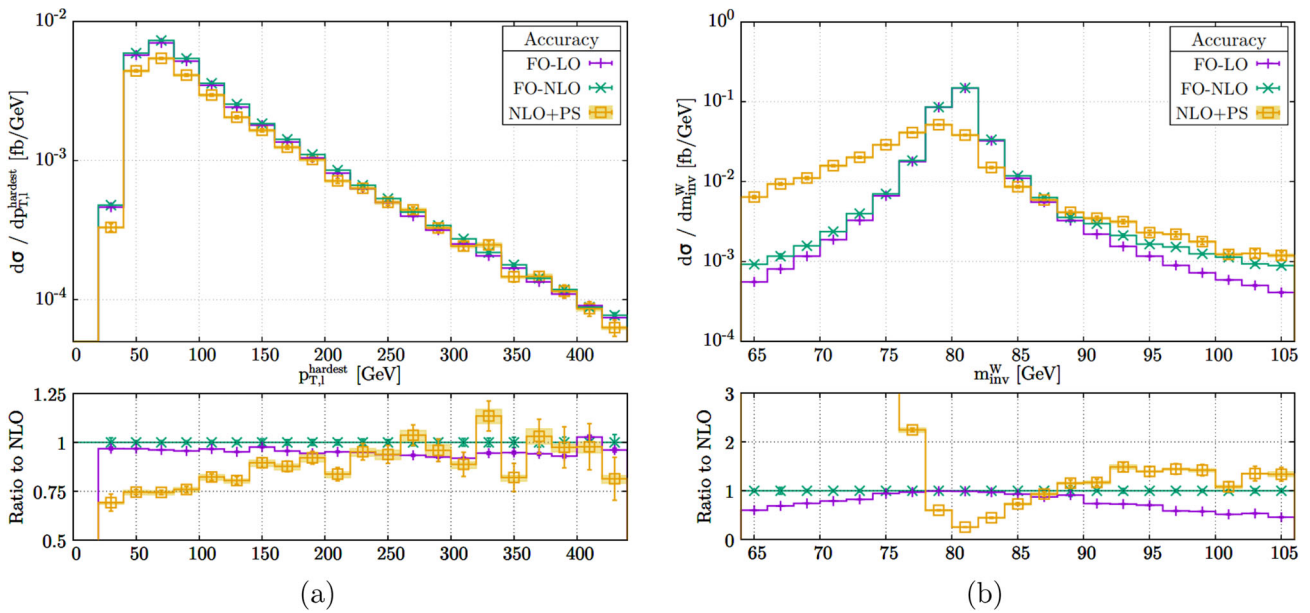 10⁻²
10⁻³
10⁻⁴
dσ / dp_{T,l}^{hardest} [fb/GeV]
Accuracy
FO-LO
FO-NLO
NLO+PS
0 50 100 150 200 250 300 350 400
p_{T,l}^{hardest} [GeV]
1.25
1
0.75
0.5
Ratio to NLO
0 50 100 150 200 250 300 350 400
(a)
10⁰
10⁻¹
10⁻²
10⁻³
10⁻⁴
dσ / dm_{inv}^{W} [fb/GeV]
Accuracy
FO-LO
FO-NLO
NLO+PS
65 70 75 80 85 90 95 100 105
m_{inv}^{W} [GeV]
3
2
1
0
Ratio to NLO
65 70 75 80 85 90 95 100 105
(b)